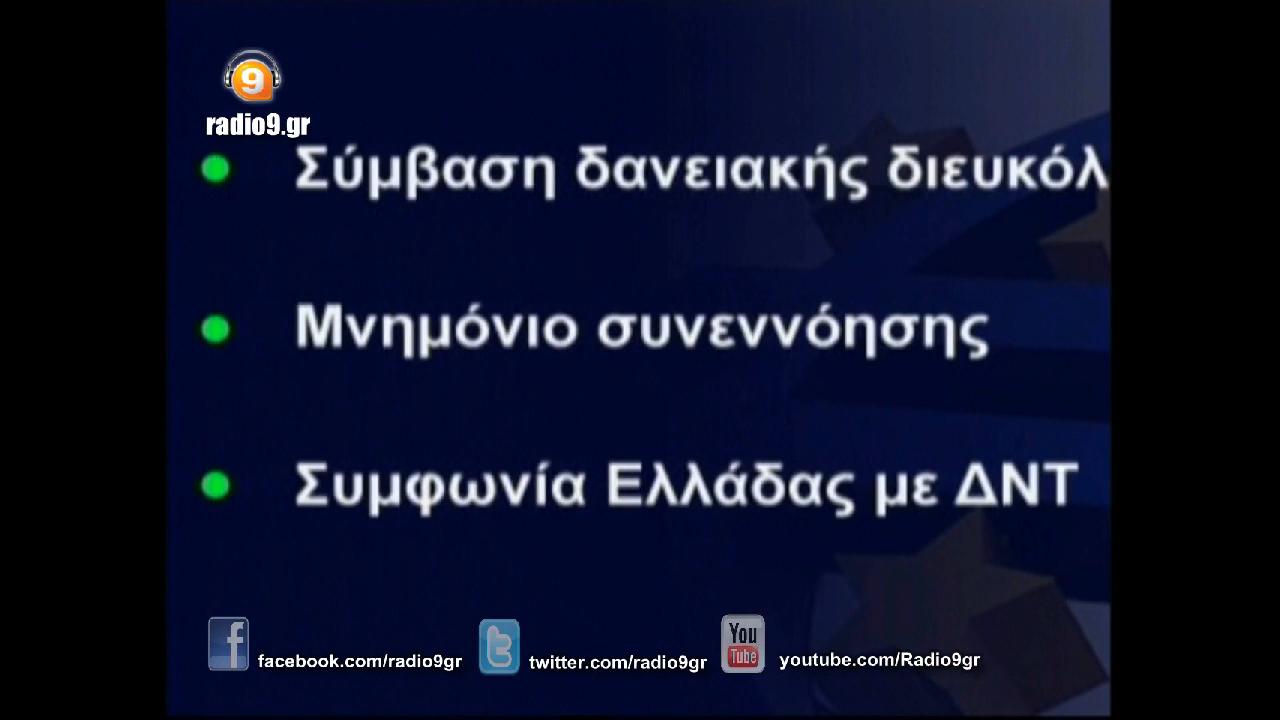 9
radio9.gr
Σύμβαση δανειακής διευκόλ
Μνημόνιο συνεννόησης
Συμφωνία Ελλάδας με ΔΝΤ
f facebook.com/radio9gr t twitter.com/radio9gr You Tube youtube.com/Radio9gr